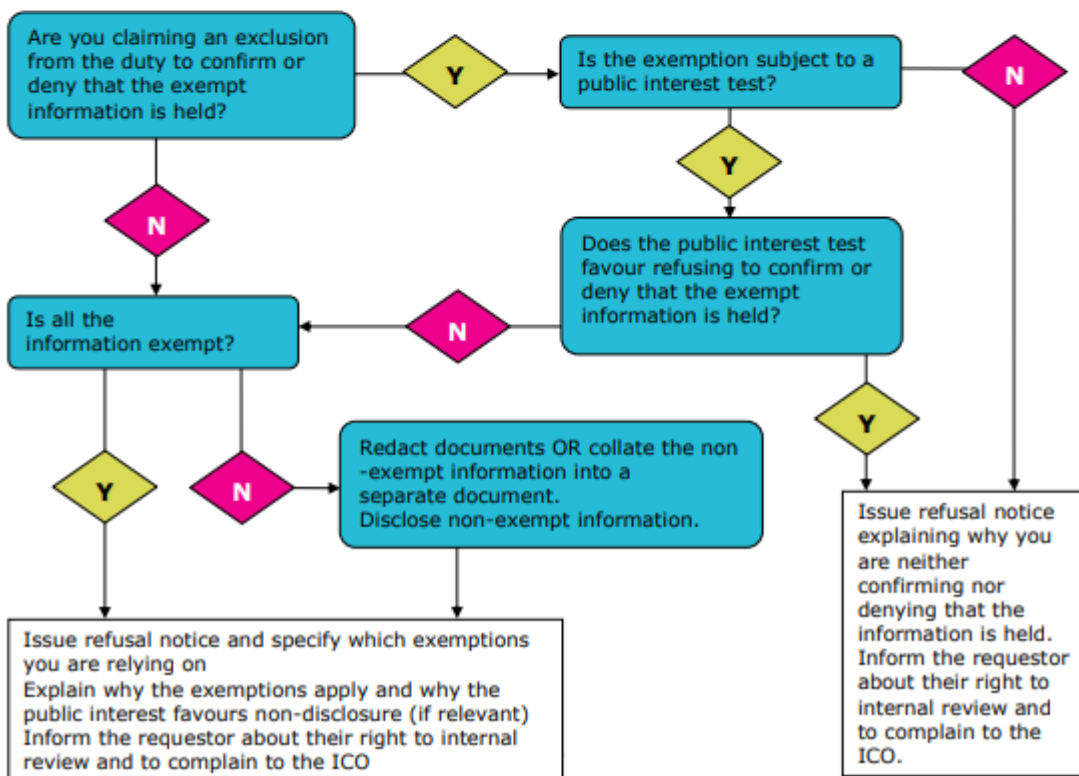 Are you claiming an exclusion
from the duty to confirm or
deny that the exempt
information is held?
Y
Is the exemption subject to a
public interest test?
N
Y
N
Does the public interest test
favour refusing to confirm or
deny that the exempt
information is held?
N
Is all the
information exempt?
Y
Y
N
Redact documents OR collate the non
-exempt information into a
separate document.
Disclose non-exempt information.
Issue refusal notice
explaining why you
are neither
confirming nor
denying that the
information is held.
Inform the requestor
about their right to
internal review and
to complain to the
ICO.
Issue refusal notice and specify which exemptions
you are relying on
Explain why the exemptions apply and why the
public interest favours non-disclosure (if relevant)
Inform the requestor about their right to internal
review and to complain to the ICO